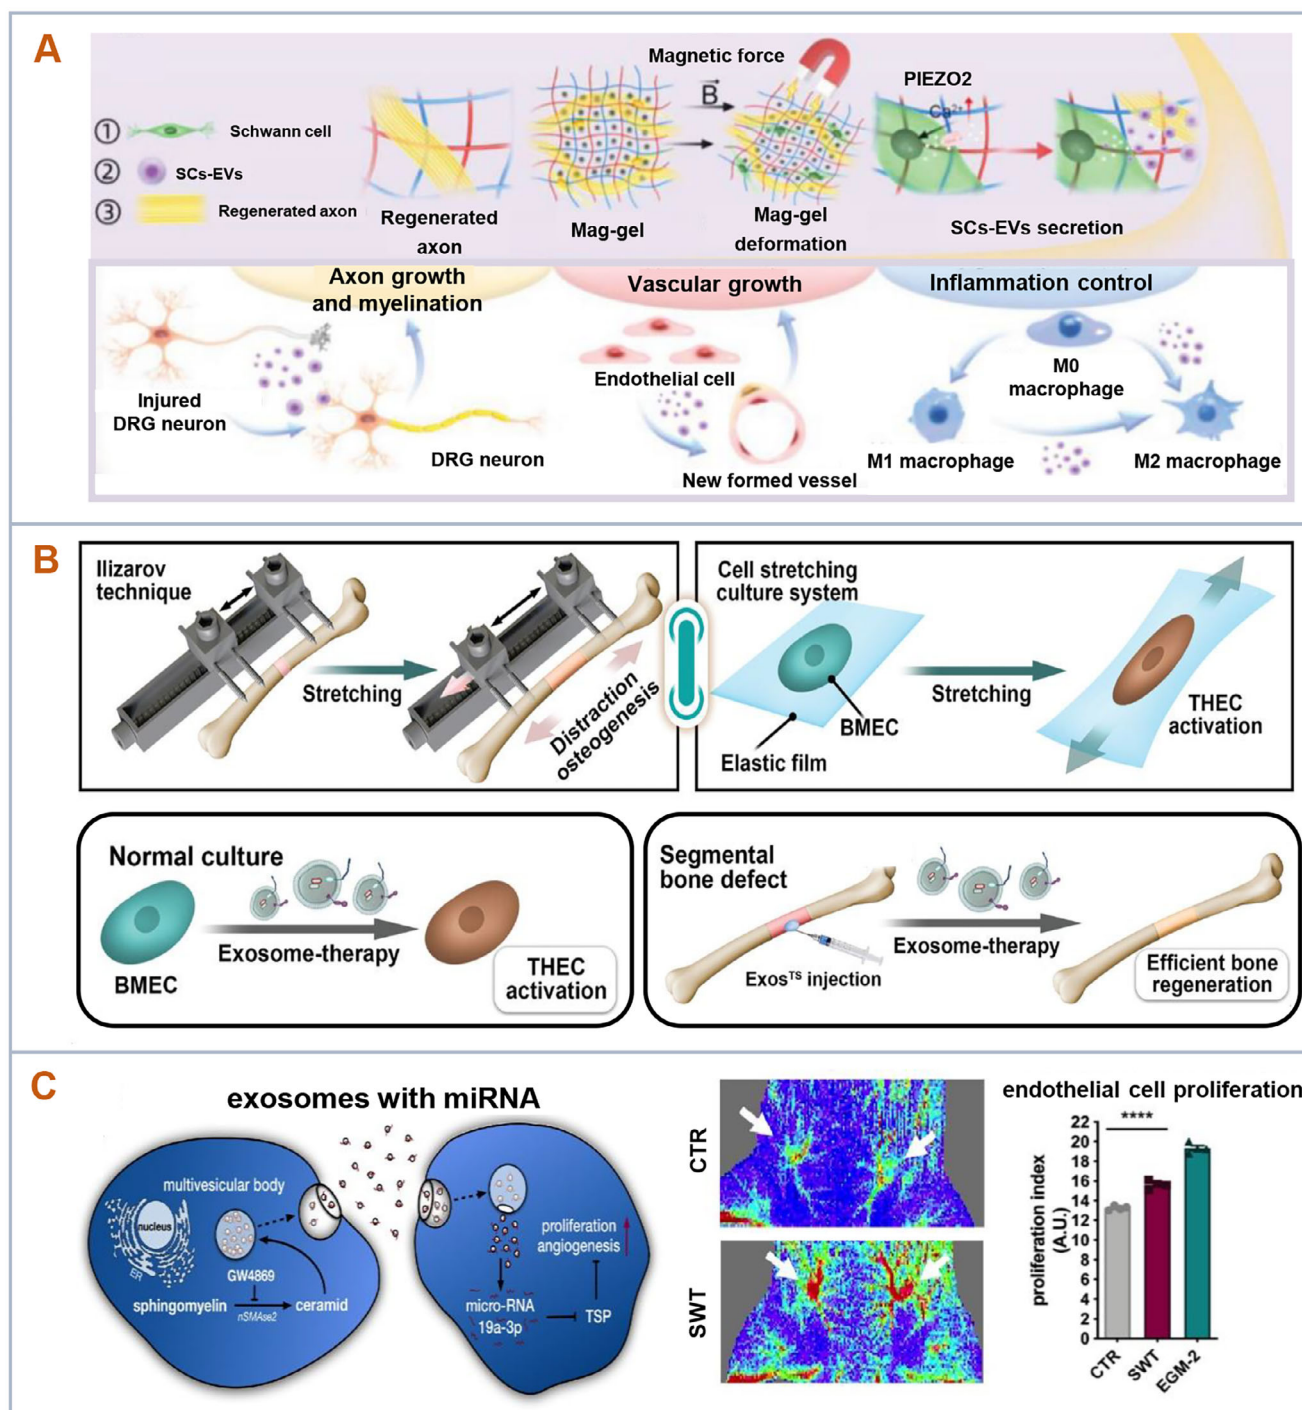 A
Magnetic force
B
PIEZO2
Ca²⁺
① Schwann cell
② SCs-EVs
③ Regenerated axon
Regenerated
axon
Mag-gel
Mag-gel
deformation
SCs-EVs secretion
Axon growth
and myelination
Vascular growth
Inflammation control
Injured
DRG neuron
DRG neuron
Endothelial cell
New formed vessel
M0
macrophage
M1 macrophage
M2 macrophage
B
Ilizarov
technique
Stretching
Distraction
osteogenesis
Cell stretching
culture system
BMEC
Elastic film
Stretching
THEC
activation
Normal culture
BMEC
Exosome-therapy
THEC
activation
Segmental
bone defect
Exosᵀˢ injection
Exosome-therapy
Efficient bone
regeneration
C
exosomes with miRNA
multivesicular body
nucleus
ER
GW4869
sphingomyelin
nSMAse2
ceramid
proliferation
angiogenesis
micro-RNA
19a-3p
TSP
CTR
SWT
endothelial cell proliferation
****
proliferation index
(A.U.)
22
20
18
16
14
12
10
8
6
4
2
0
CTR
SWT
EGM-2